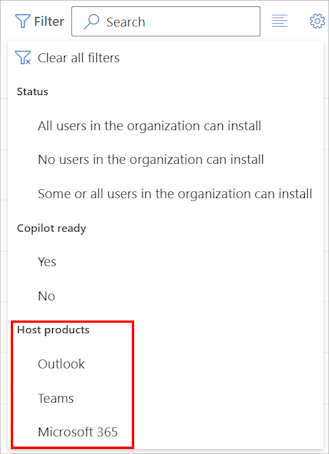 Filter
Search
Clear all filters
Status
All users in the organization can install
No users in the organization can install
Some or all users in the organization can install
Copilot ready
Yes
No
Host products
Outlook
Teams
Microsoft 365